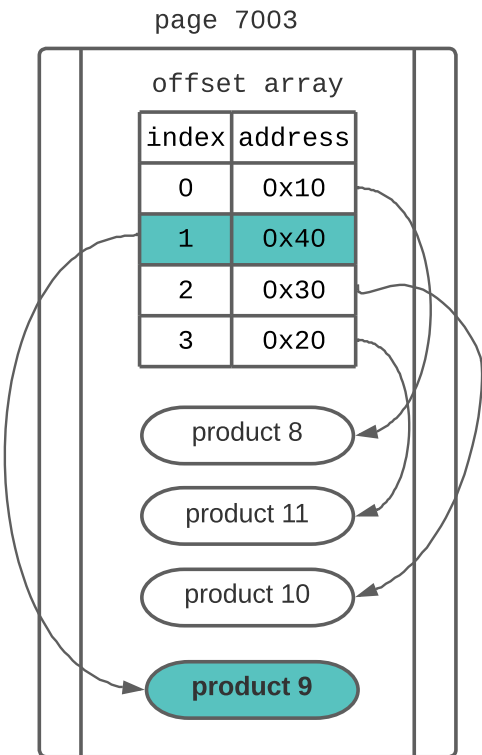 page 7003
offset array
index address
0 0x10
1 0x40
2 0x30
3 0x20
product 8
product 11
product 10
product 9